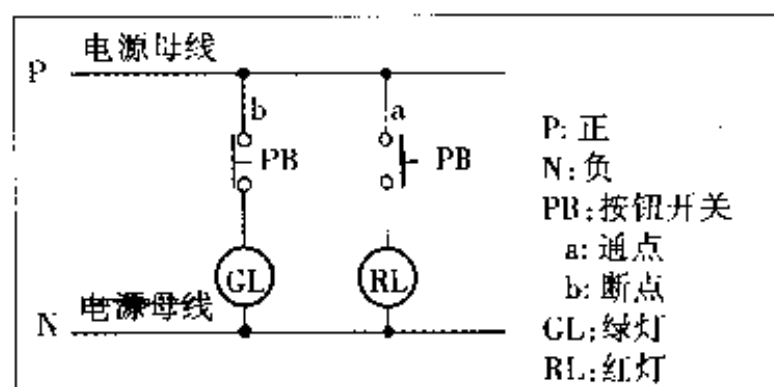 电源母线
P
b
a
PB
PB
GL
RL
电源母线
N
P: 正
N: 负
PB: 按钮开关
a: 通点
b: 断点
GL: 绿灯
RL: 红灯